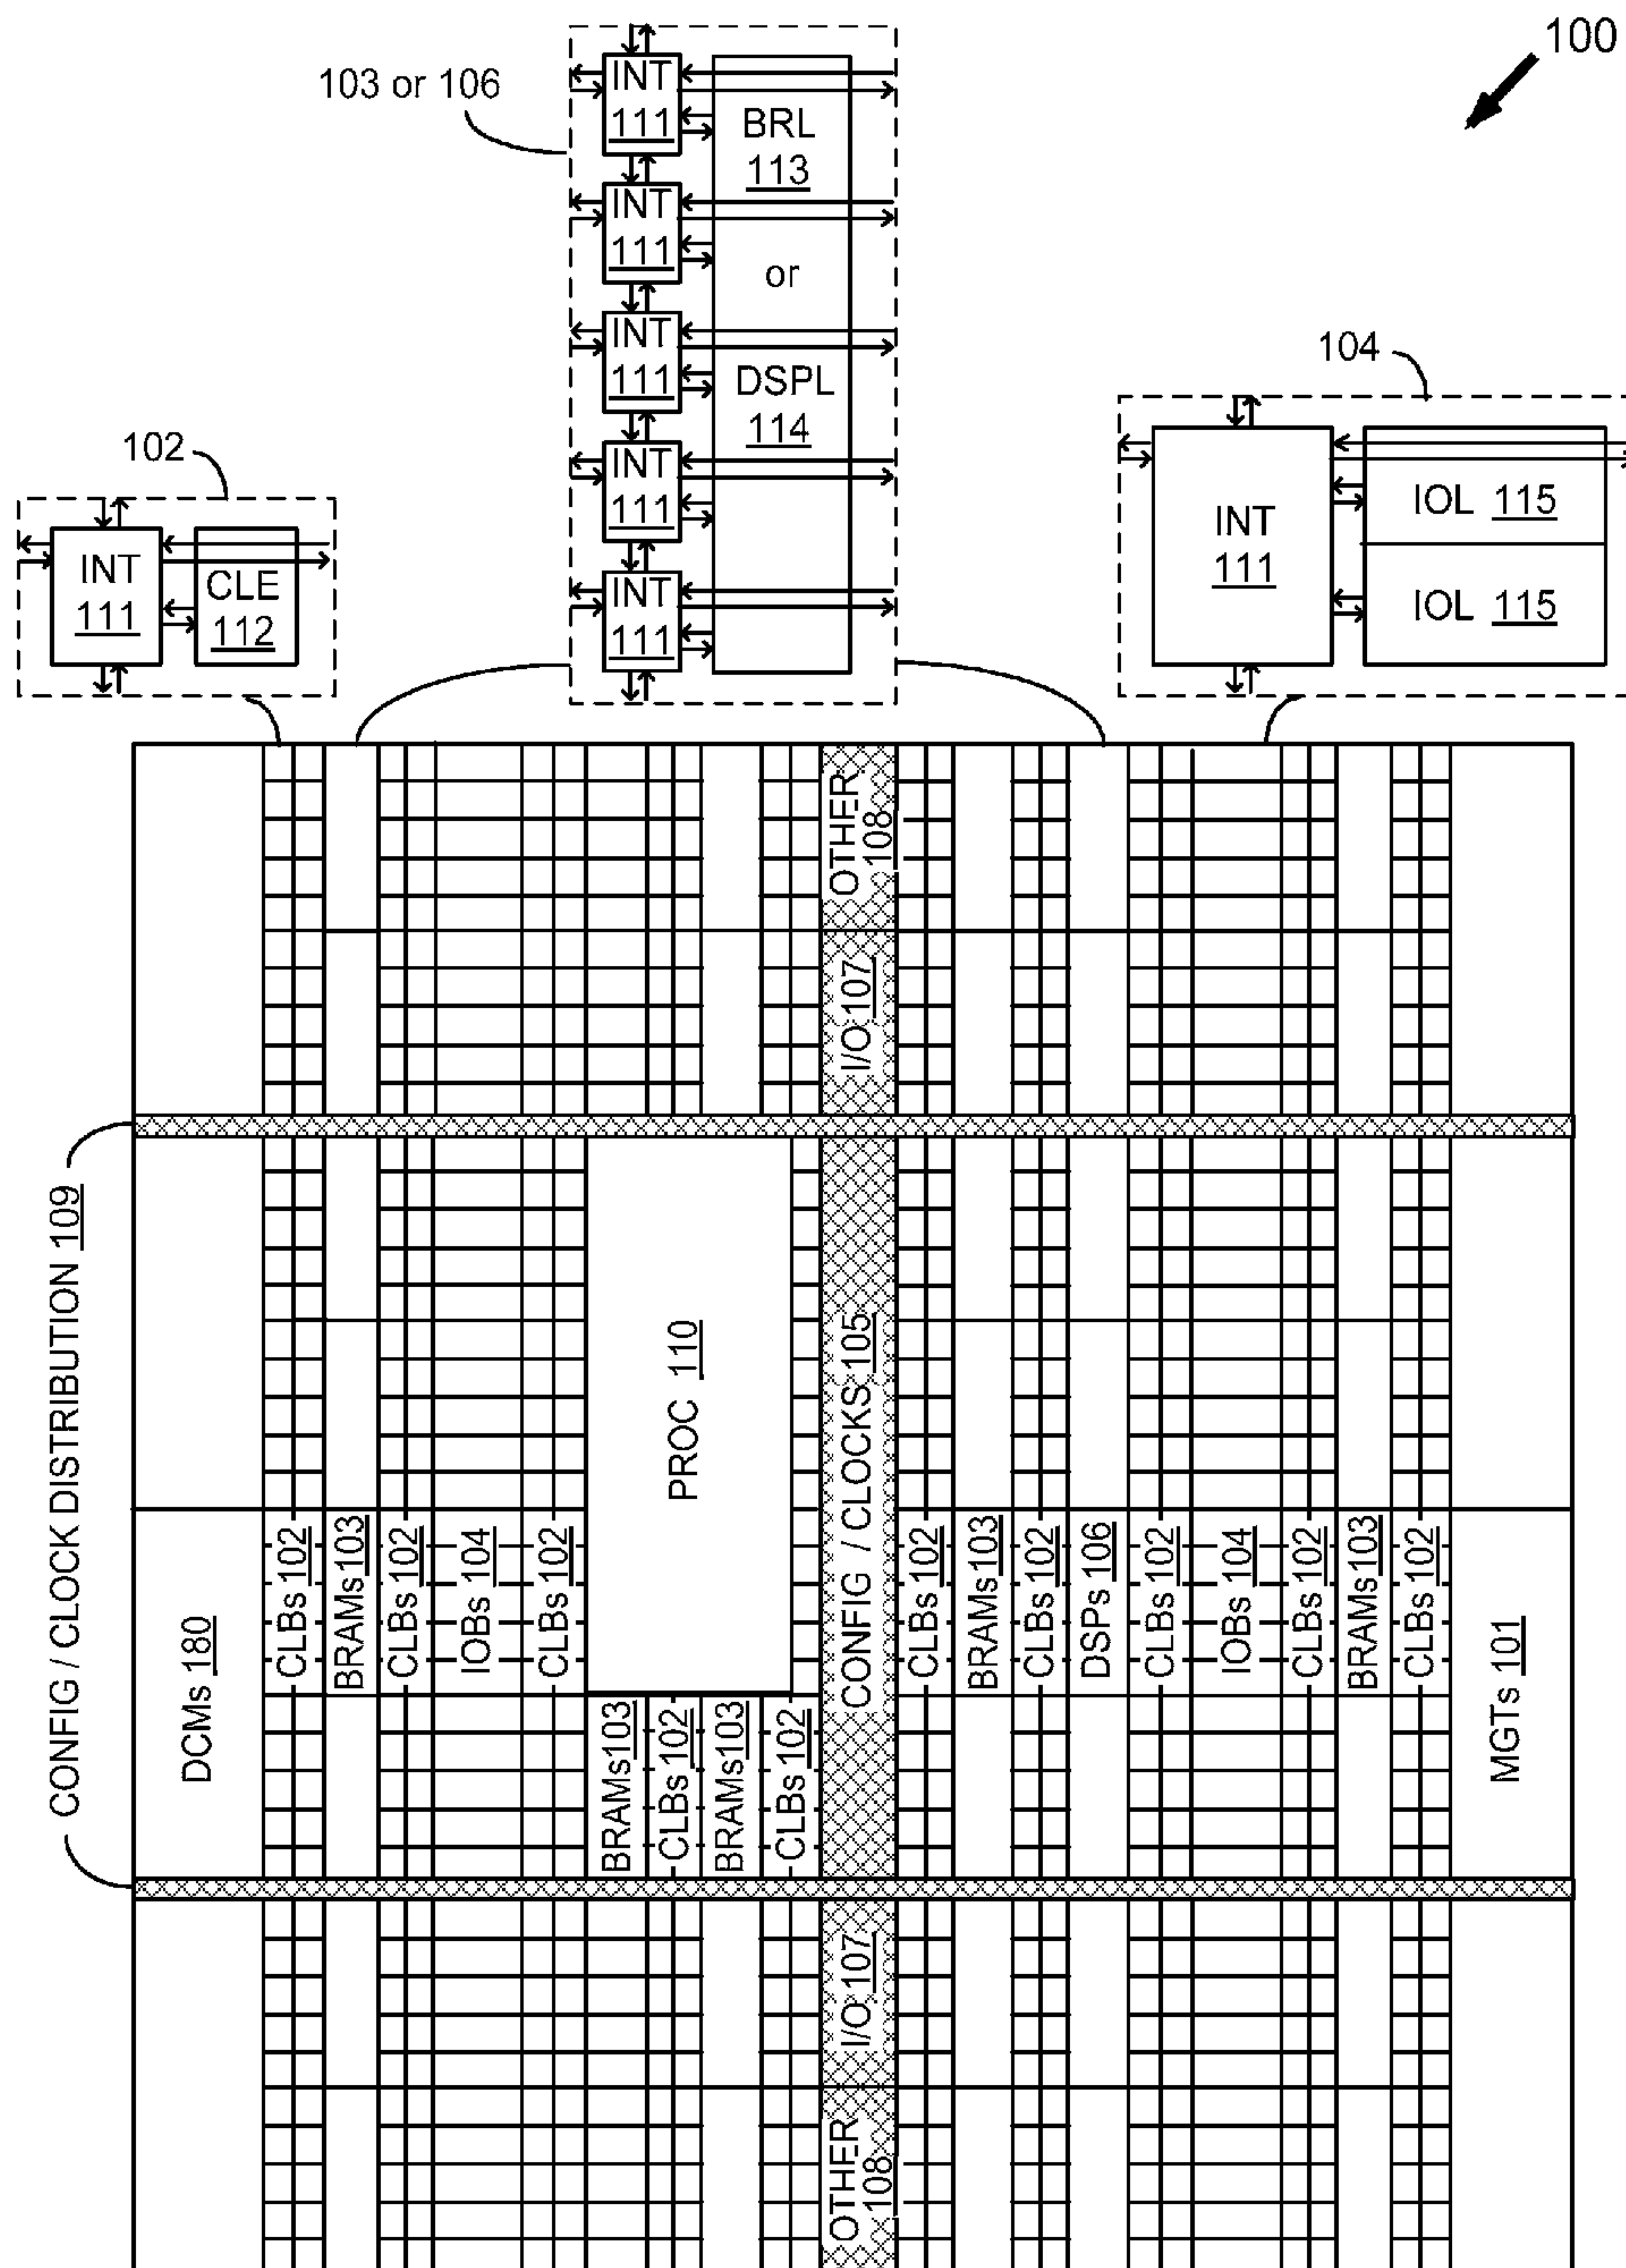 100
103 or 106
INT
111
INT
111
INT
111
INT
111
INT
111
BRL
113
or
DSPL
114
104
INT
111
IOL 115
IOL 115
102
INT
111
CLE
112
OTHER
108
I/O 107
CONFIG / CLOCK DISTRIBUTION 109
PROC 110
CONFIG / CLOCKS 105
DCMs 180
CLBs 102
BRAMs 103
CLBs 102
IOBs 104
CLBs 102
BRAMs 103
CLBs 102
BRAMs 103
CLBs 102
CLBs 102
BRAMs 103
CLBs 102
DSPs 106
CLBs 102
IOBs 104
CLBs 102
BRAMs 103
CLBs 102
MGTs 101
I/O 107
OTHER
108